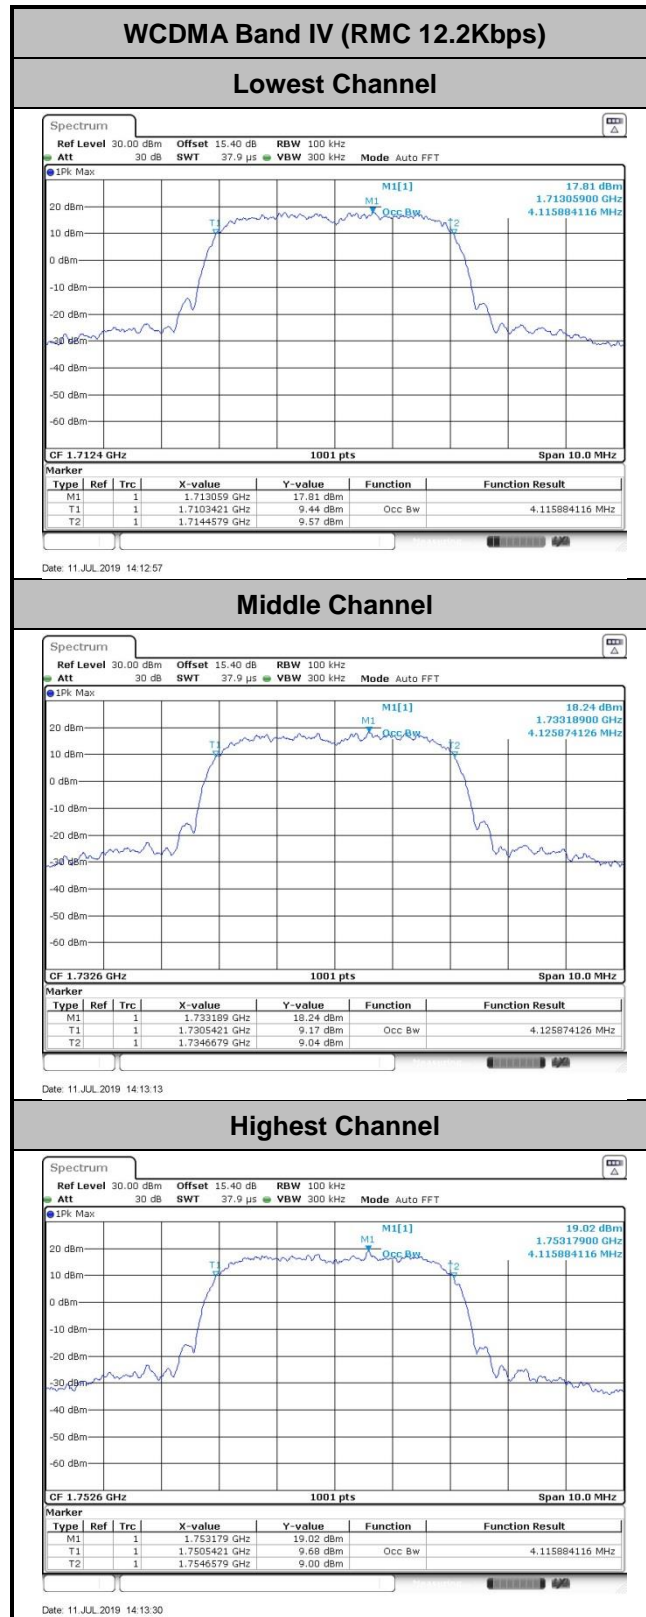 WCDMA Band IV (RMC 12.2Kbps)
Lowest Channel
Spectrum
Ref Level 30.00 dBm Offset 15.40 dB RBW 100 kHz
Att 30 dB SWT 37.9 µs VBW 300 kHz Mode Auto FFT
1Pk Max
M1[1] 17.81 dBm
1.71305900 GHz
Occ Bw 4.115884116 MHz
M1
T1
T2
20 dBm
10 dBm
0 dBm
-10 dBm
-20 dBm
-30 dBm
-40 dBm
-50 dBm
-60 dBm
CF 1.7124 GHz 1001 pts Span 10.0 MHz
Marker
Type Ref Trc X-value Y-value Function Function Result
M1 1 1.713059 GHz 17.81 dBm
T1 1 1.7103421 GHz 9.44 dBm Occ Bw 4.115884116 MHz
T2 1 1.7144579 GHz 9.57 dBm
Date: 11.JUL.2019 14:12:57
Middle Channel
Spectrum
Ref Level 30.00 dBm Offset 15.40 dB RBW 100 kHz
Att 30 dB SWT 37.9 µs VBW 300 kHz Mode Auto FFT
1Pk Max
M1[1] 18.24 dBm
1.73318900 GHz
Occ Bw 4.125874126 MHz
M1
T1
T2
20 dBm
10 dBm
0 dBm
-10 dBm
-20 dBm
-30 dBm
-40 dBm
-50 dBm
-60 dBm
CF 1.7326 GHz 1001 pts Span 10.0 MHz
Marker
Type Ref Trc X-value Y-value Function Function Result
M1 1 1.733189 GHz 18.24 dBm
T1 1 1.7305421 GHz 9.17 dBm Occ Bw 4.125874126 MHz
T2 1 1.7346679 GHz 9.04 dBm
Date: 11.JUL.2019 14:13:13
Highest Channel
Spectrum
Ref Level 30.00 dBm Offset 15.40 dB RBW 100 kHz
Att 30 dB SWT 37.9 µs VBW 300 kHz Mode Auto FFT
1Pk Max
M1[1] 19.02 dBm
1.75317900 GHz
Occ Bw 4.115884116 MHz
M1
T1
T2
20 dBm
10 dBm
0 dBm
-10 dBm
-20 dBm
-30 dBm
-40 dBm
-50 dBm
-60 dBm
CF 1.7526 GHz 1001 pts Span 10.0 MHz
Marker
Type Ref Trc X-value Y-value Function Function Result
M1 1 1.753179 GHz 19.02 dBm
T1 1 1.7505421 GHz 9.68 dBm Occ Bw 4.115884116 MHz
T2 1 1.7546579 GHz 9.00 dBm
Date: 11.JUL.2019 14:13:30